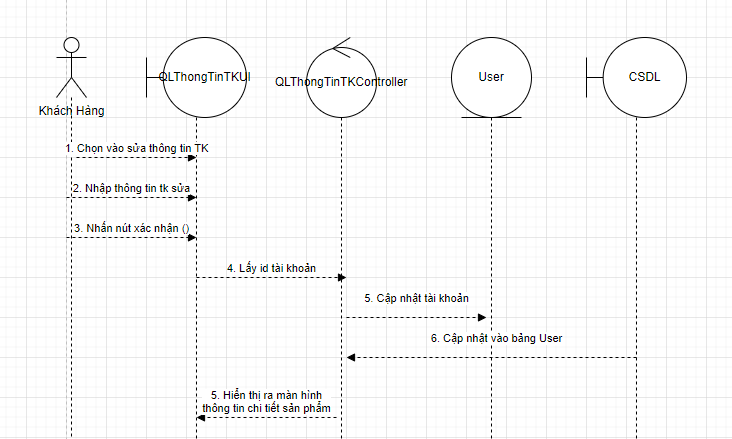 QLThongTinTKUI
QLThongTinTKController
User
CSDL
Khách Hàng
1. Chọn vào sửa thông tin TK
2. Nhập thông tin tk sửa
3. Nhấn nút xác nhận ()
4. Lấy id tài khoản
5. Cập nhật tài khoản
6. Cập nhật vào bảng User
5. Hiển thị ra màn hình
thông tin chi tiết sản phẩm